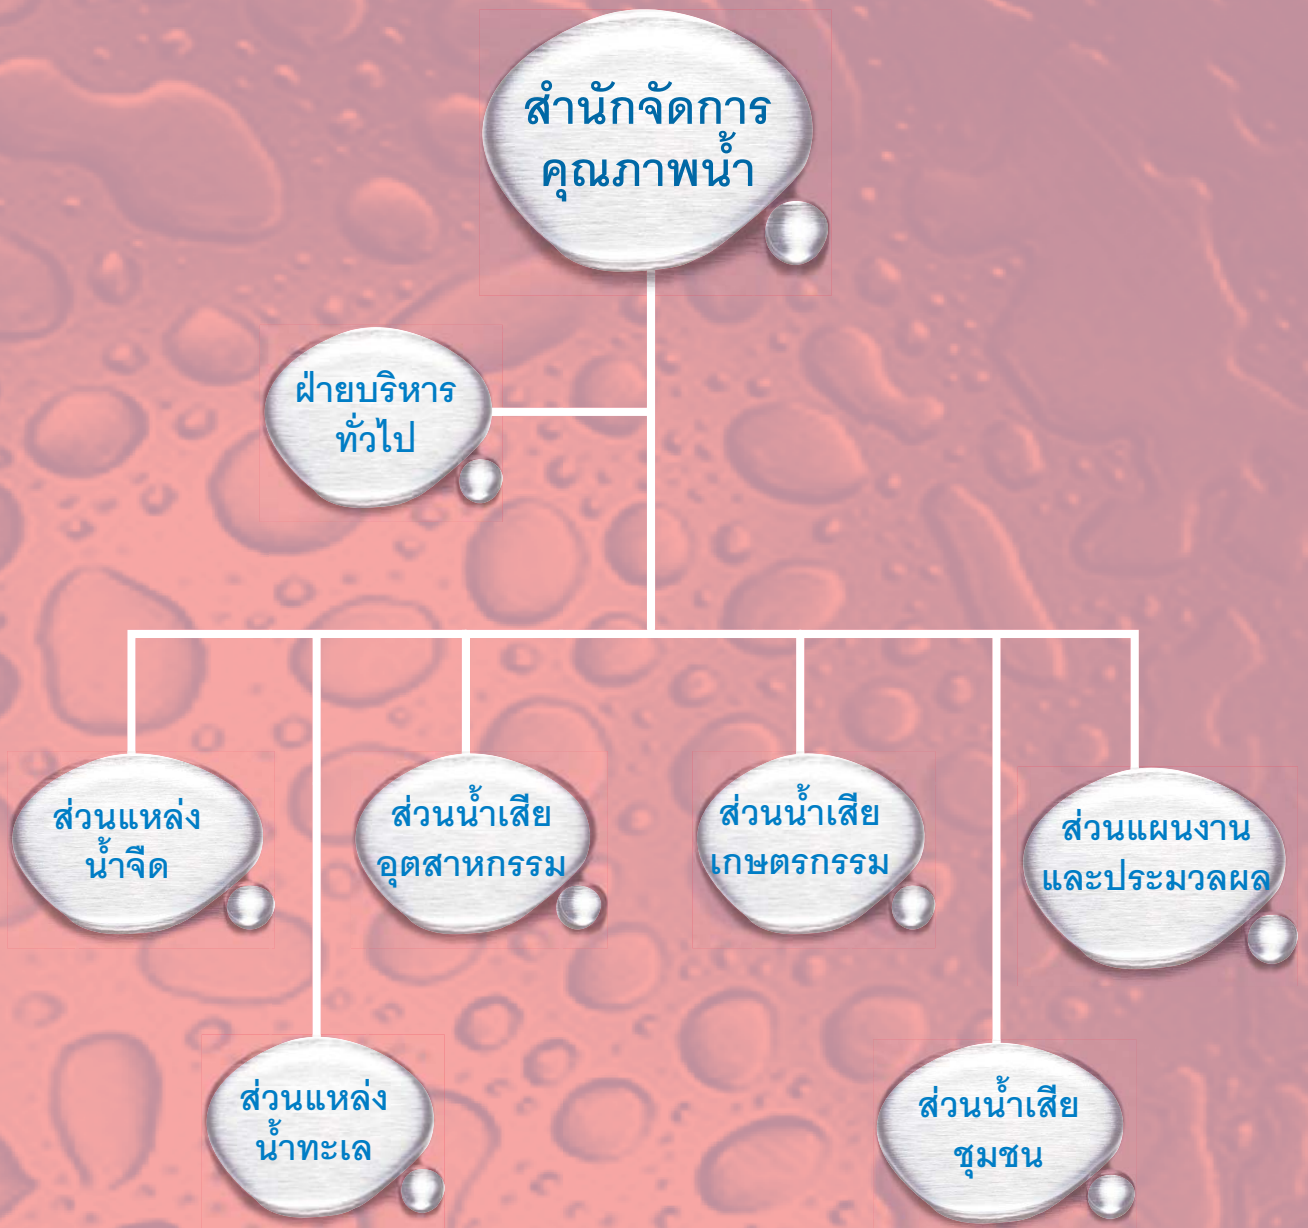 สำนักจัดการ
คุณภาพน้ำ
ฝ่ายบริหาร
ทั่วไป
ส่วนแหล่ง
น้ำจืด
ส่วนน้ำเสีย
อุตสาหกรรม
ส่วนน้ำเสีย
เกษตรกรรม
ส่วนแผนงาน
และประมวลผล
ส่วนแหล่ง
น้ำทะเล
ส่วนน้ำเสีย
ชุมชน